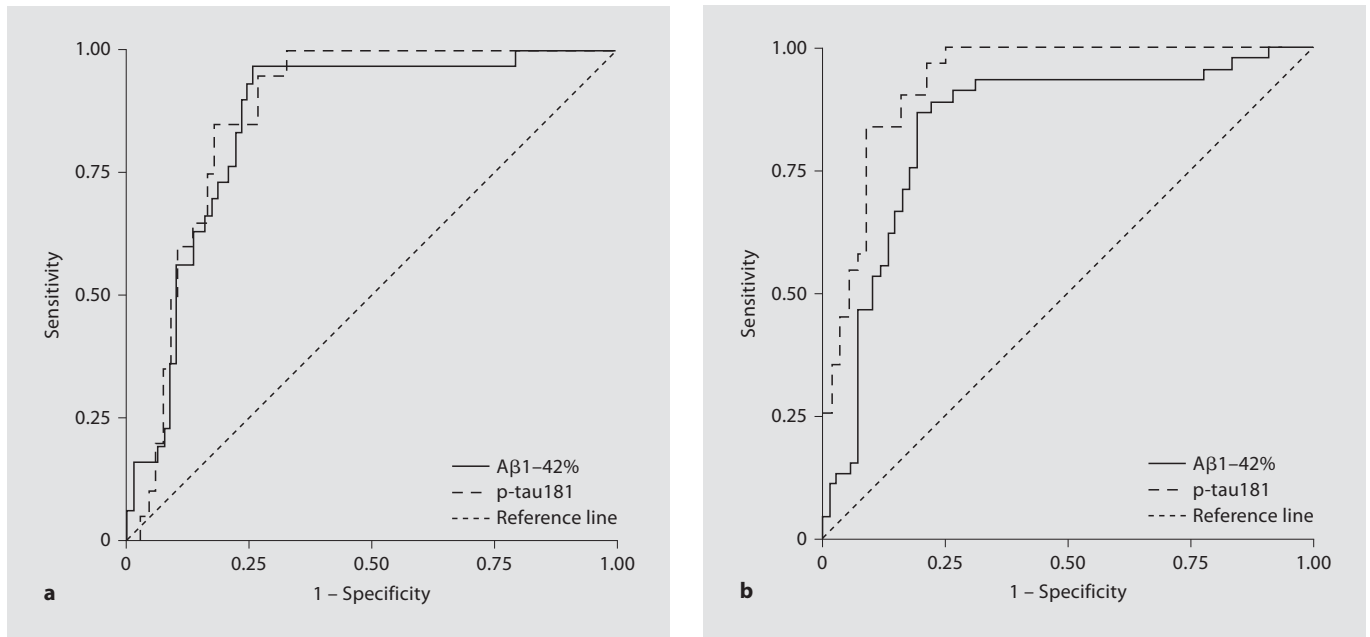 1.00
0.75
0.50
0.25
0
Sensitivity
Aβ1–42%
p-tau181
Reference line
0 0.25 0.50 0.75 1.00
1 – Specificity
a
1.00
0.75
0.50
0.25
0
Sensitivity
Aβ1–42%
p-tau181
Reference line
0 0.25 0.50 0.75 1.00
1 – Specificity
b